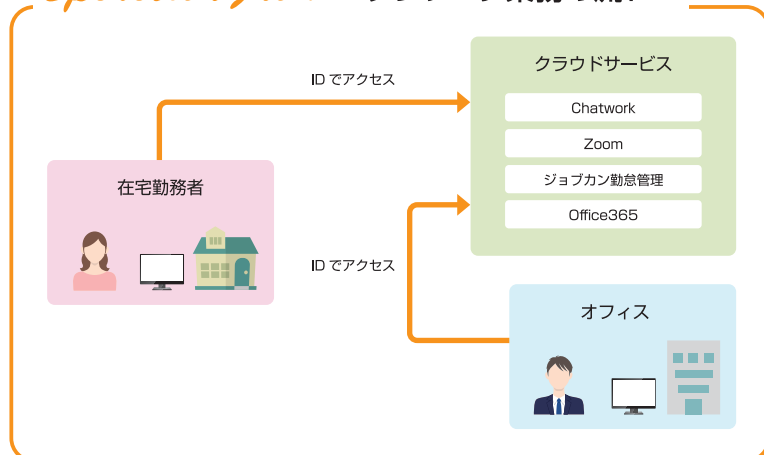 IDでアクセス
クラウドサービス
Chatwork
Zoom
ジョブカン勤怠管理
Office365
在宅勤務者
IDでアクセス
オフィス